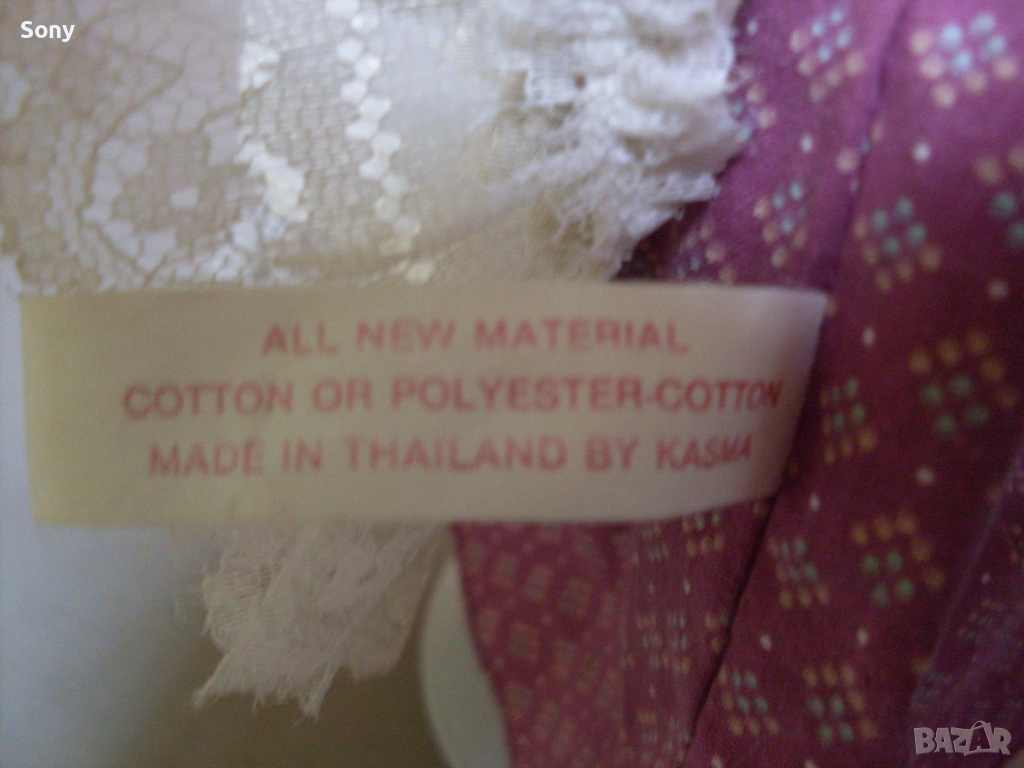 Sony
ALL NEW MATERIAL
COTTON OR POLYESTER-COTTON
MADE IN THAILAND BY KASMA
BAZAR